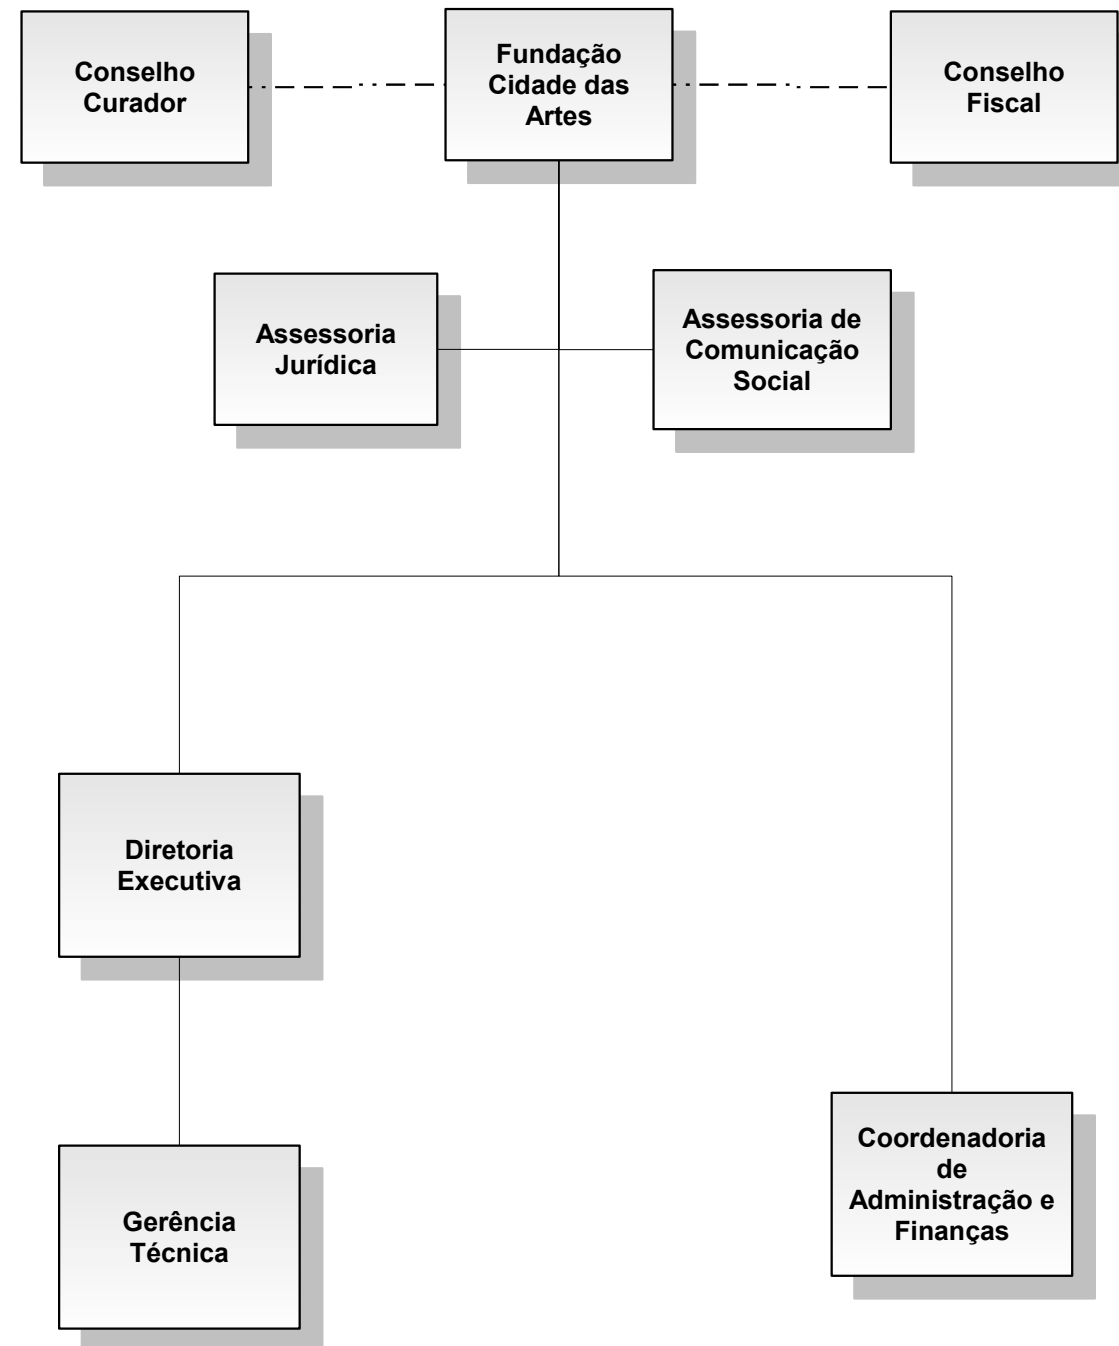 Conselho
Curador
Fundação
Cidade das
Artes
Conselho
Fiscal
Assessoria
Jurídica
Assessoria de
Comunicação
Social
Diretoria
Executiva
Gerência
Técnica
Coordenadoria
de
Administração e
Finanças